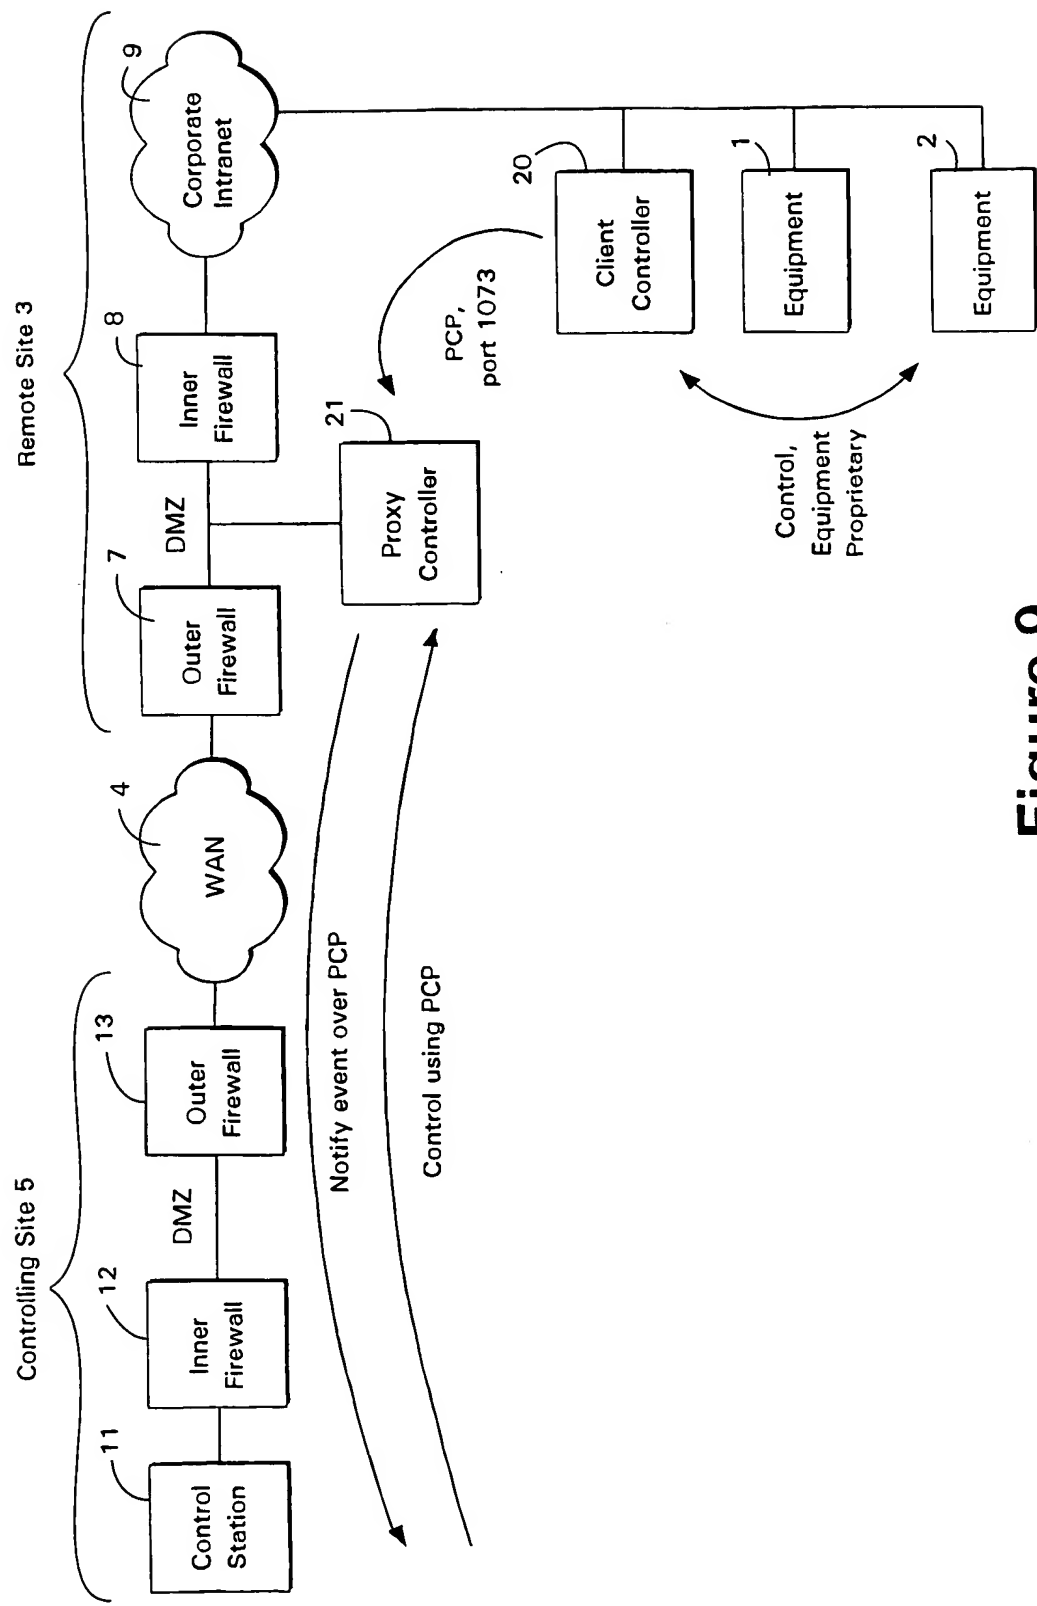 Controlling Site 5
Remote Site 3
11
Control
Station
12
Inner
Firewall
DMZ
13
Outer
Firewall
4
WAN
7
Outer
Firewall
DMZ
8
Inner
Firewall
9
Corporate
Intranet
21
Proxy
Controller
Notify event over PCP
Control using PCP
PCP,
port 1073
20
Client
Controller
1
Equipment
2
Equipment
Control,
Equipment
Proprietary
Figure